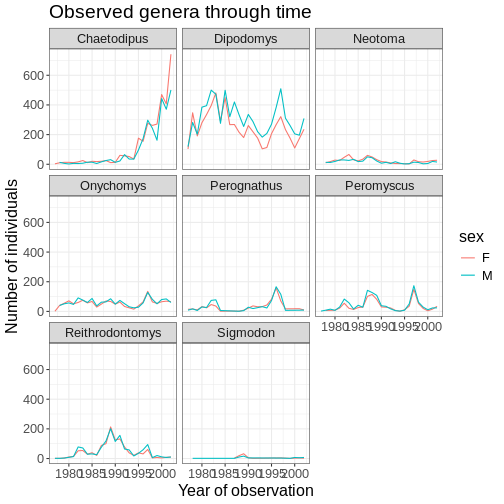 Observed genera through time
Chaetodipus Dipodomys Neotoma
600
400
200
0
Onychomys Perognathus Peromyscus
600
400
200
0
1980 1985 1990 1995 2000
Reithrodontomys Sigmodon
600
400
200
0
1980 1985 1990 1995 2000 1980 1985 1990 1995 2000
Year of observation
Number of individuals
sex
F
M